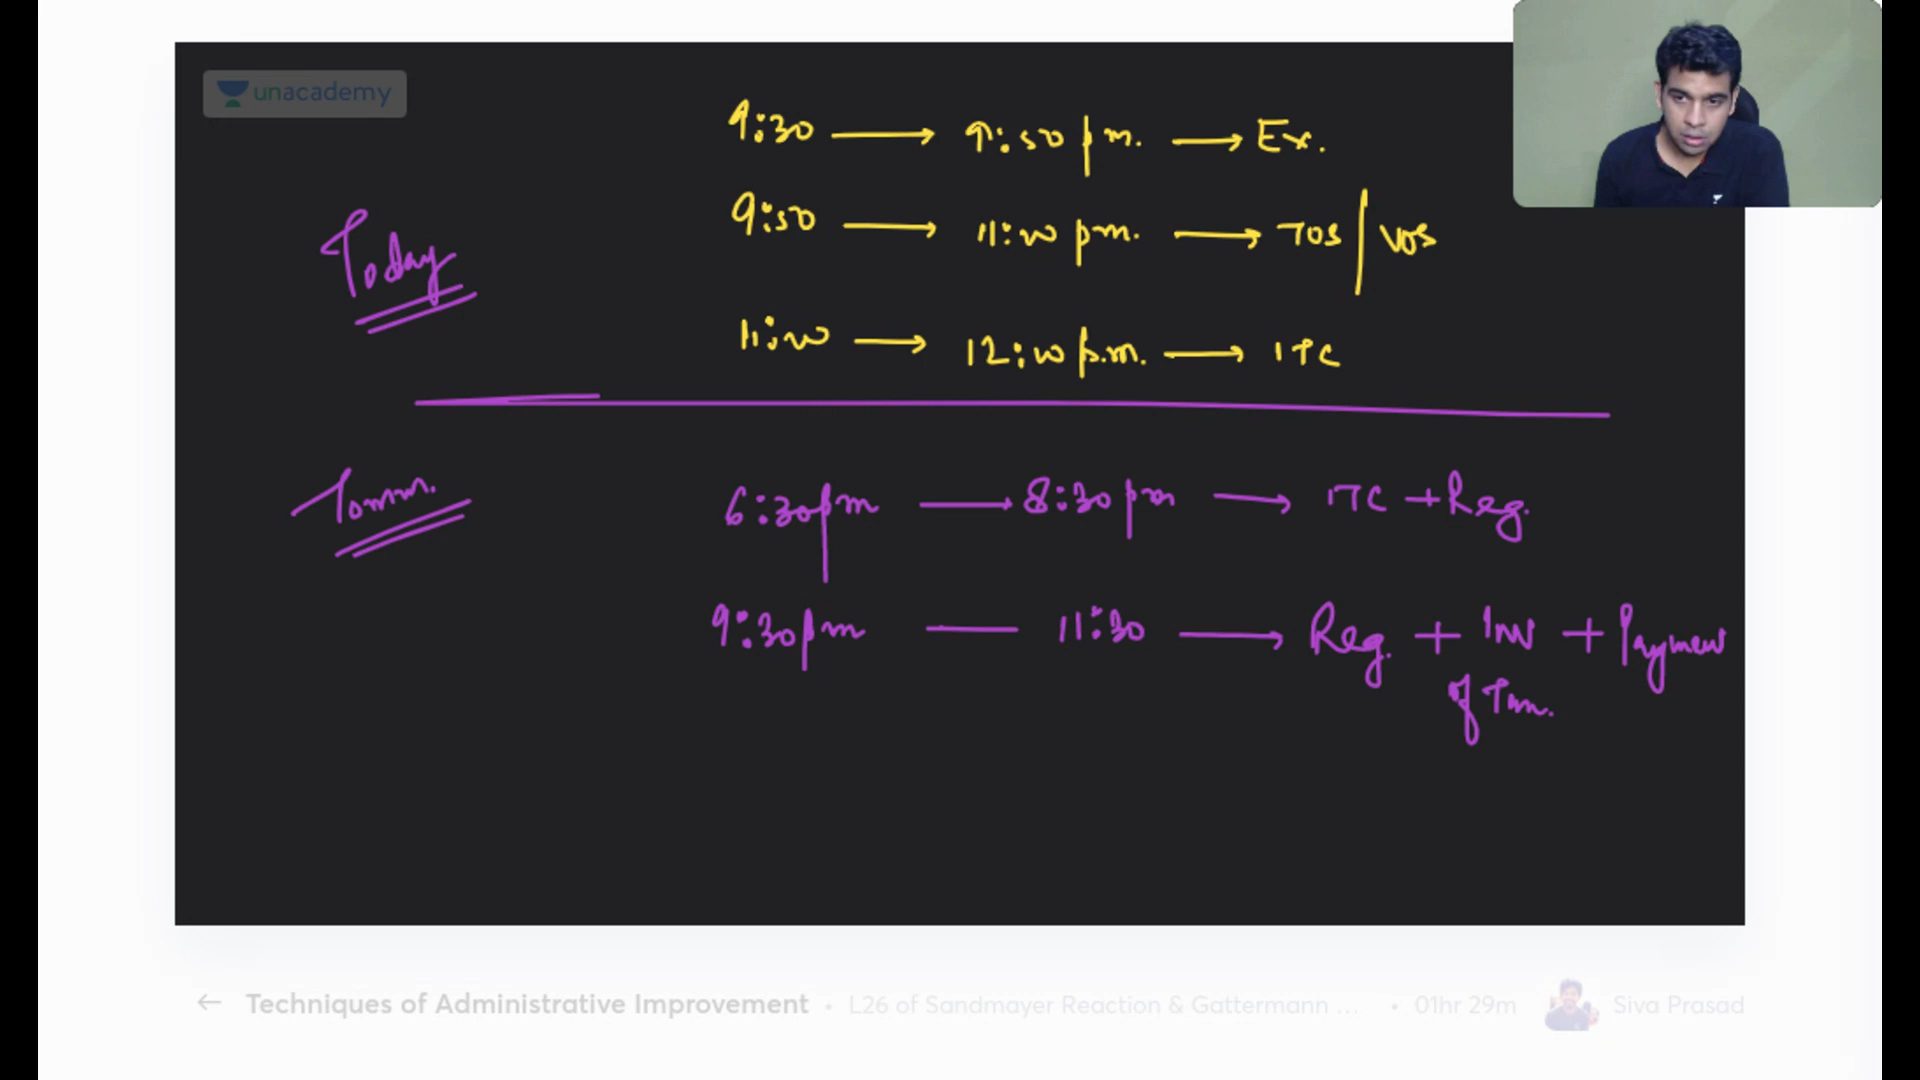 unacademy
9:30 → 9:50 pm. → Ex.
Today
9:50 → 11:00 pm. → TOS | VOS
11:00 → 12:00 p.m. → ITC
Tomm.
6:30pm → 8:30 pm → ITC + Reg.
9:30pm — 11:30 → Reg. + Inv + Payment
of Tax.
← Techniques of Administrative Improvement • L26 of Sandmayer Reaction & Gattermann ... • 01hr 29m Siva Prasad